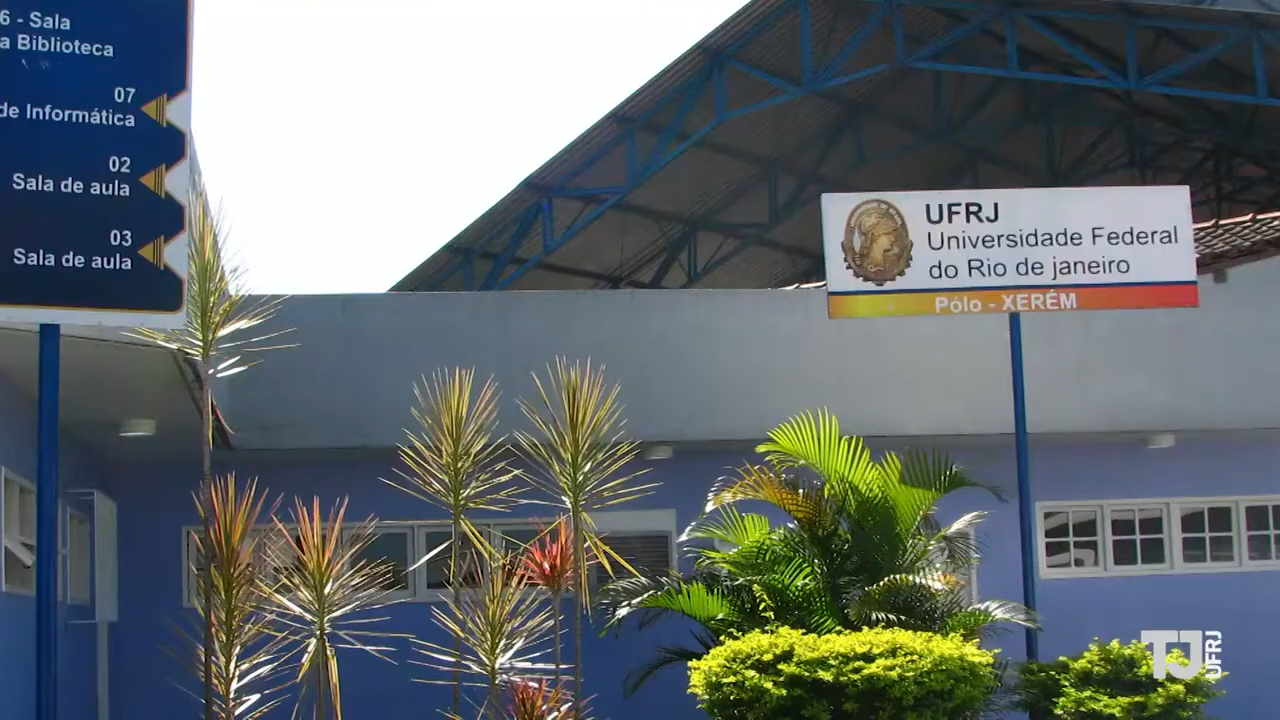 6 - Sala
a Biblioteca
07
de Informática
02
Sala de aula
03
Sala de aula
UFRJ
Universidade Federal
do Rio de janeiro
Pólo - XERÉM
TJ UFRJ